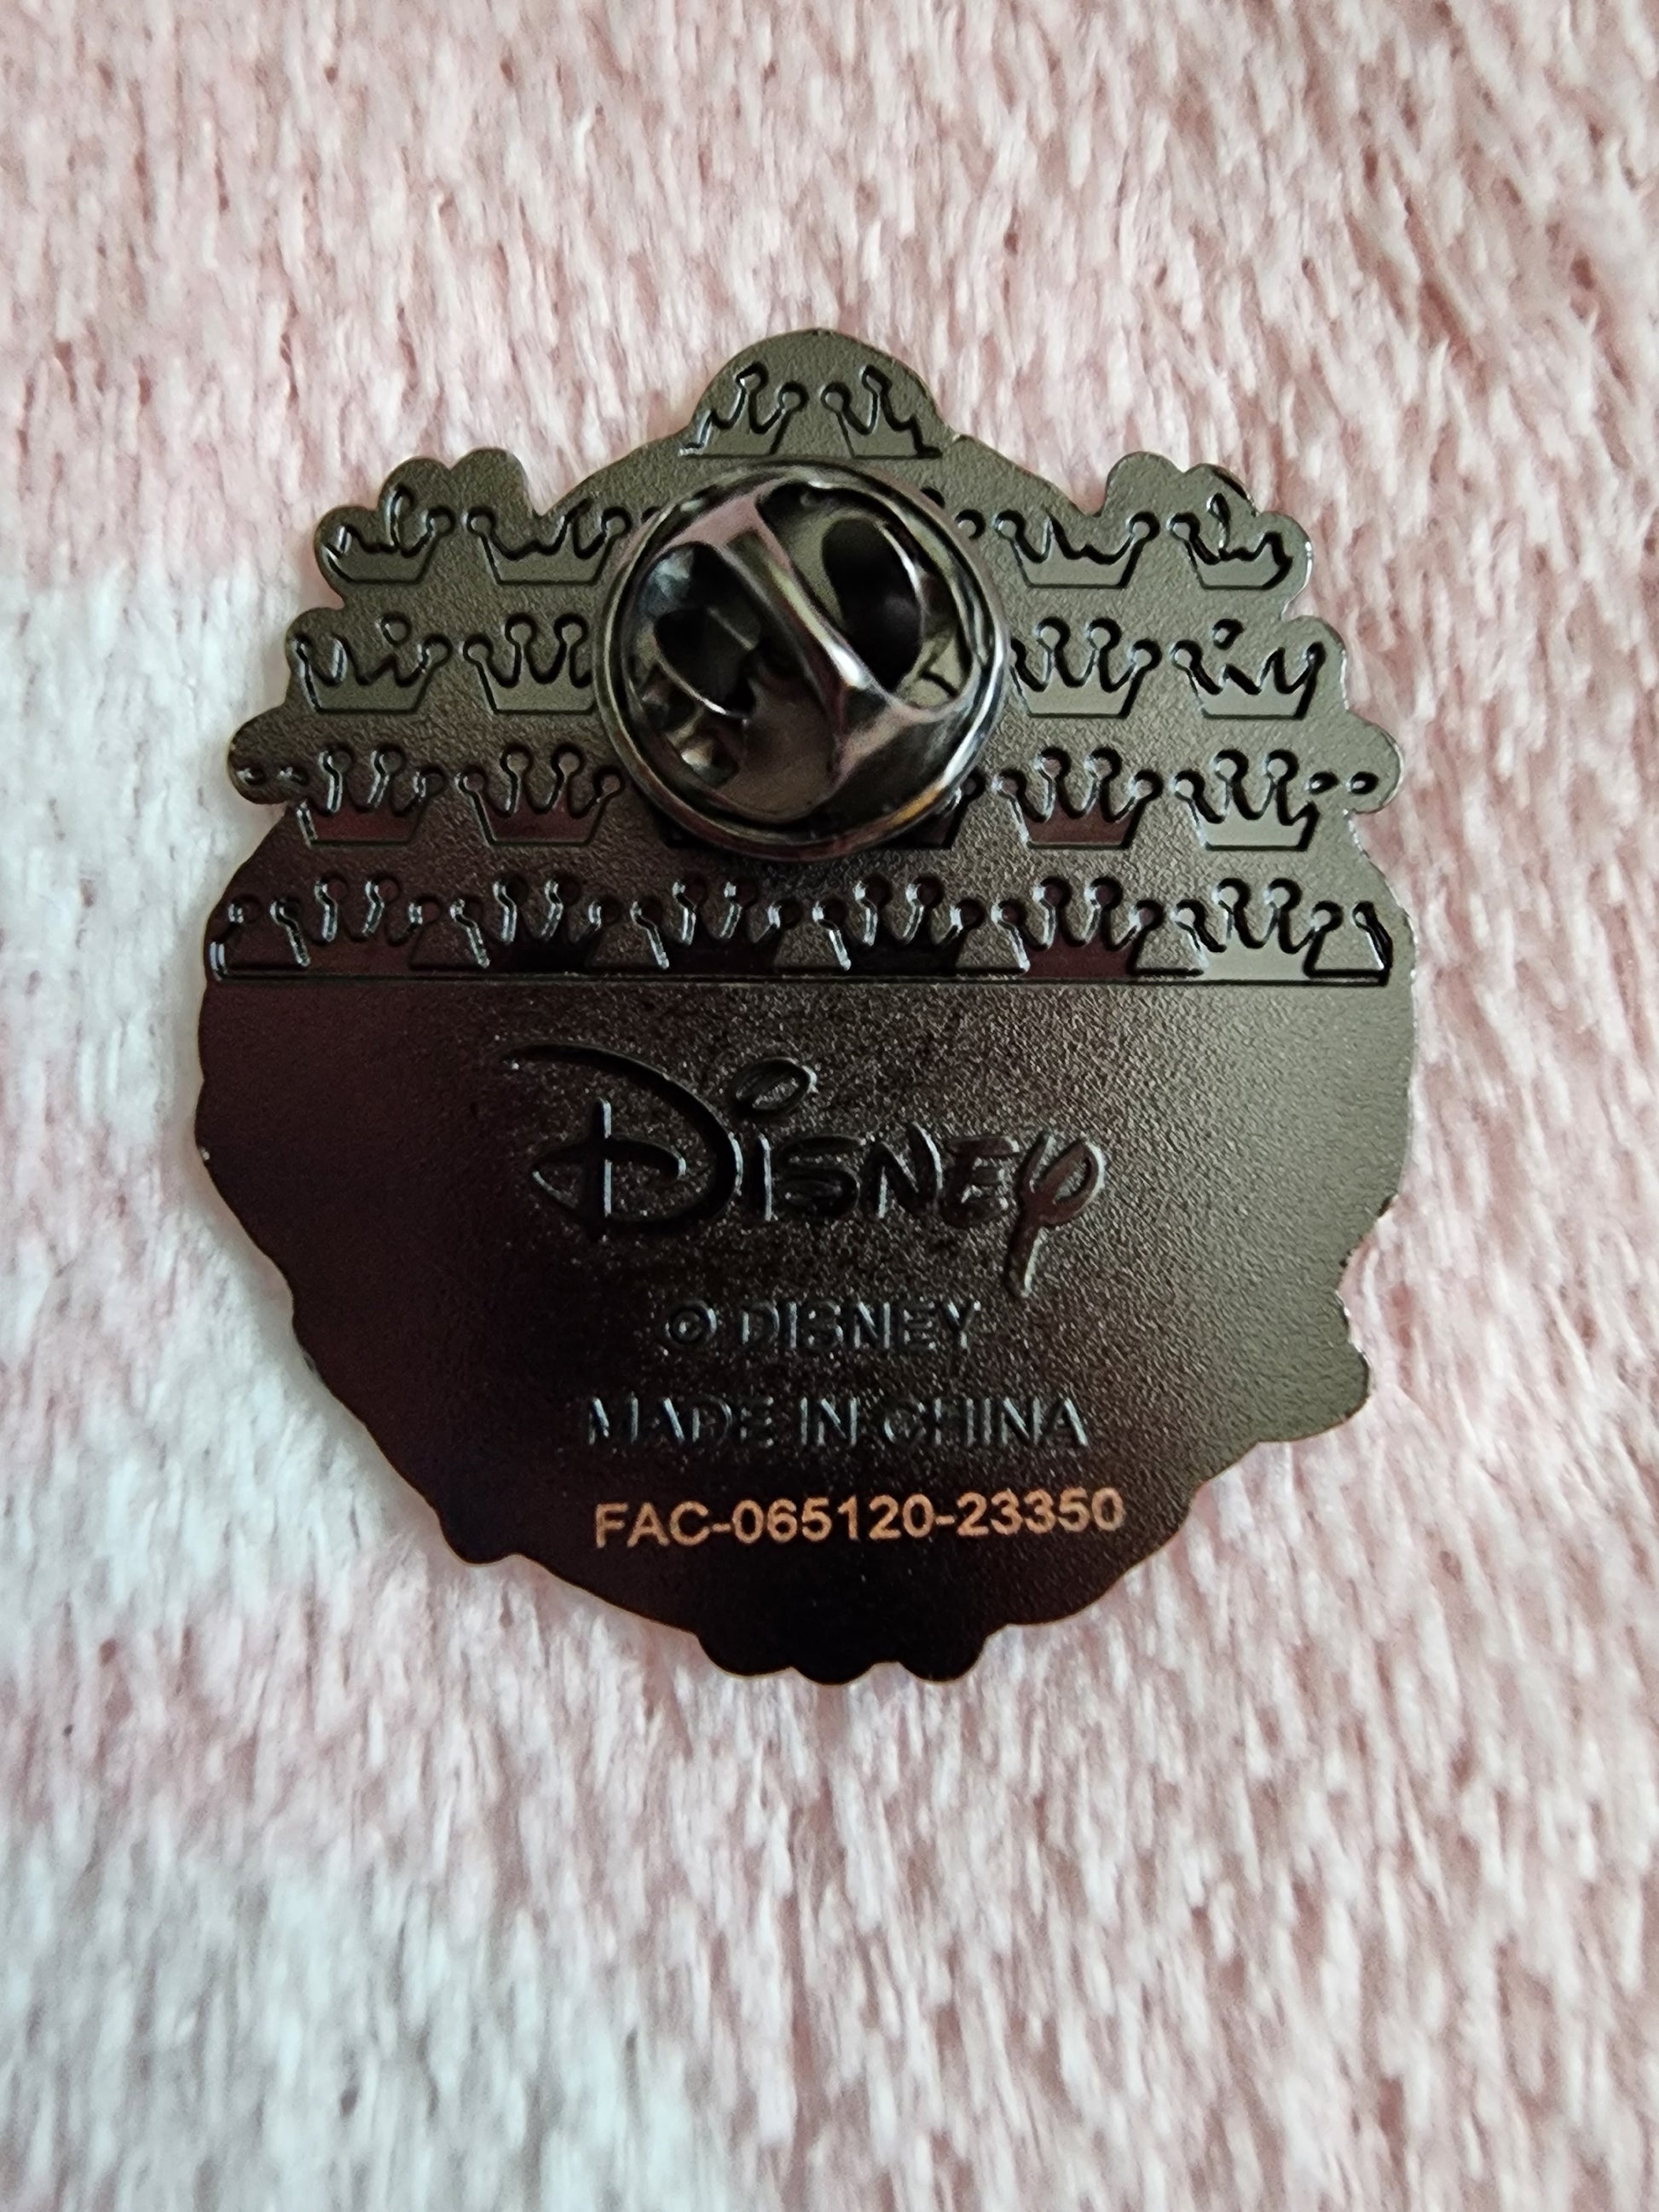 Disney
© DISNEY
MADE IN CHINA
FAC-065120-23350